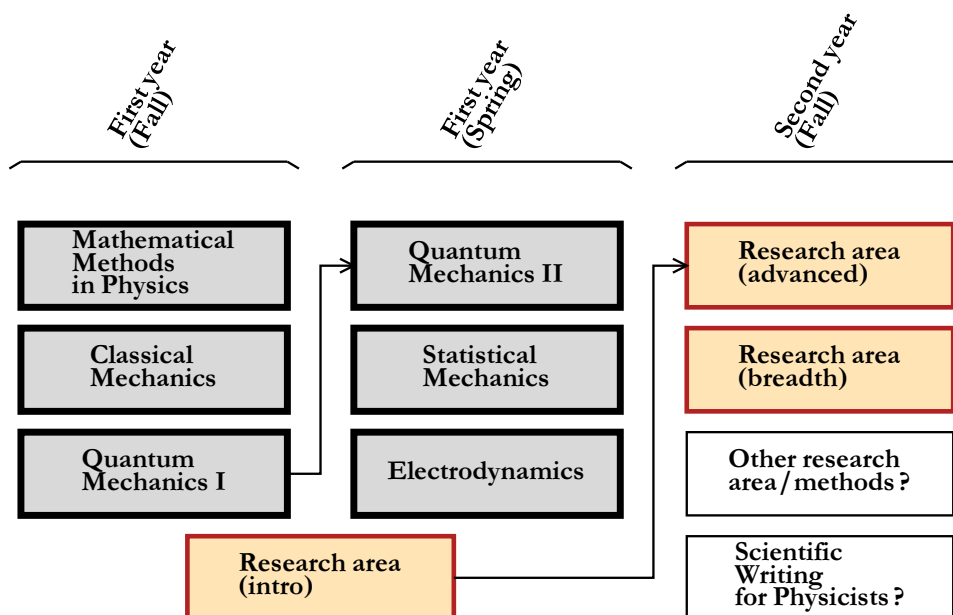 First year
(Fall)
First year
(Spring)
Second year
(Fall)
Mathematical
Methods
in Physics
Classical
Mechanics
Quantum
Mechanics I
Quantum
Mechanics II
Statistical
Mechanics
Electrodynamics
Research area
(intro)
Research area
(advanced)
Research area
(breadth)
Other research
area/methods?
Scientific
Writing
for Physicists?